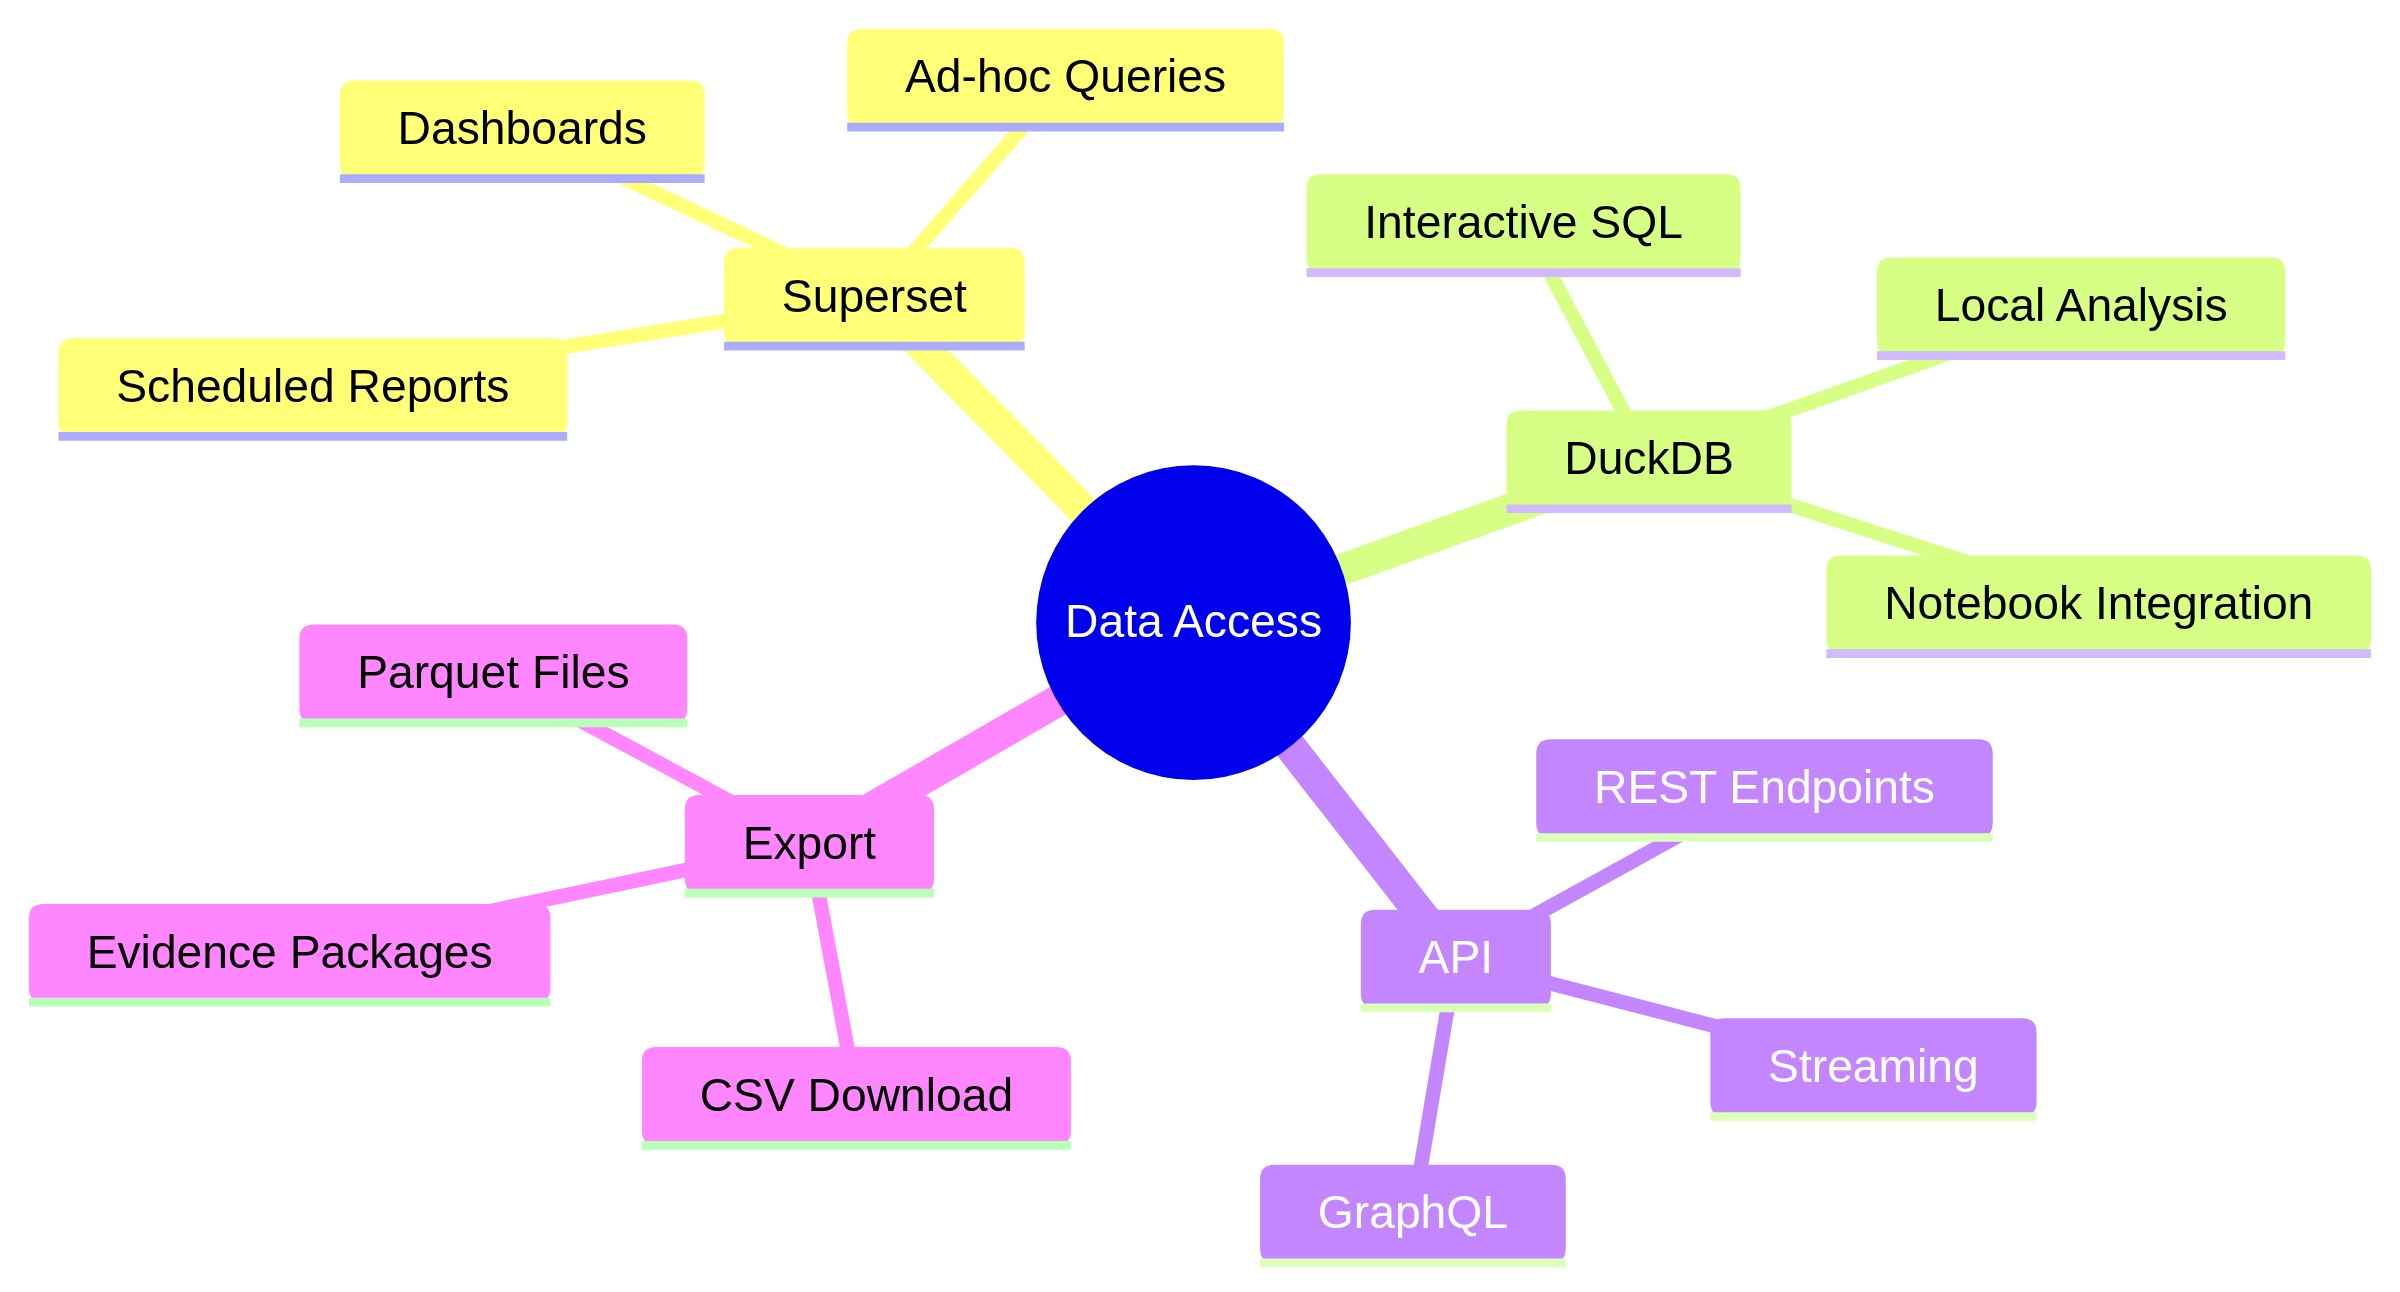 Ad-hoc Queries
Dashboards
Interactive SQL
Superset
Local Analysis
Scheduled Reports
DuckDB
Notebook Integration
Data Access
Parquet Files
REST Endpoints
Export
Evidence Packages
API
Streaming
CSV Download
GraphQL